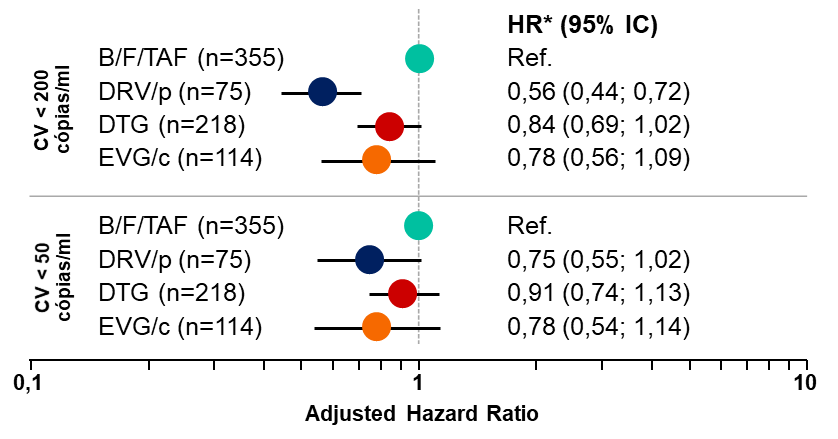 HR* (95% IC)
CV < 200
cópias/ml
B/F/TAF (n=355) Ref.
DRV/p (n=75) 0,56 (0,44; 0,72)
DTG (n=218) 0,84 (0,69; 1,02)
EVG/c (n=114) 0,78 (0,56; 1,09)
CV < 50
cópias/ml
B/F/TAF (n=355) Ref.
DRV/p (n=75) 0,75 (0,55; 1,02)
DTG (n=218) 0,91 (0,74; 1,13)
EVG/c (n=114) 0,78 (0,54; 1,14)
0,1 1 10
Adjusted Hazard Ratio